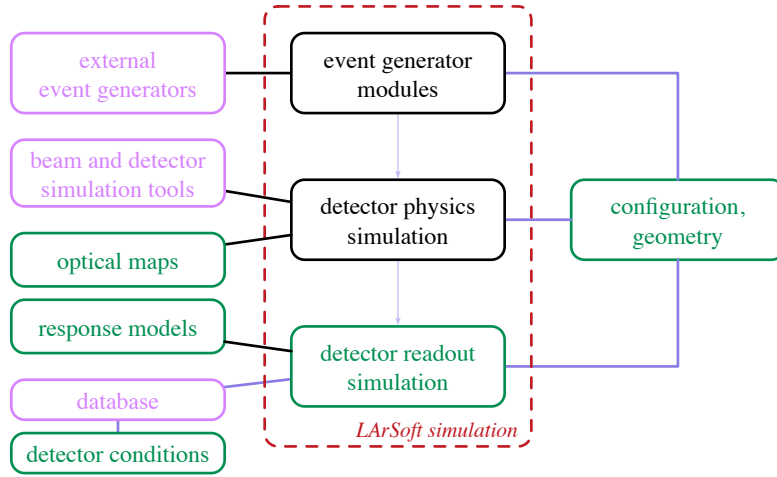 external
event generators
event generator
modules
beam and detector
simulation tools
detector physics
simulation
configuration,
geometry
optical maps
response models
detector readout
simulation
database
LArSoft simulation
detector conditions